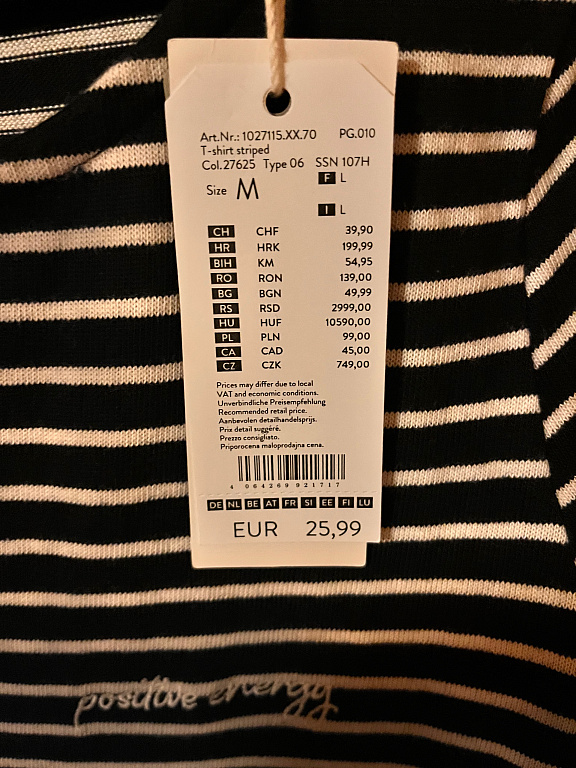 Art.Nr.: 1027115.XX.70 PG.010
T-shirt striped
Col.27625 Type 06 SSN 107H
Size M F L
I L
CH CHF 39,90
HR HRK 199,99
BIH KM 54,95
RO RON 139,00
BG BGN 49,99
RS RSD 2999,00
HU HUF 10590,00
PL PLN 99,00
CA CAD 45,00
CZ CZK 749,00
Prices may differ due to local
VAT and economic conditions.
Unverbindliche Preisempfehlung
Recommended retail price.
Aanbevolen detailhandelsprijs.
Prix detail suggéré.
Prezzo consigliato.
Priporocena maloprodajna cena.
4 064269 921717
DE NL BE AT FR SI EE FI LU
EUR 25,99
positive energy